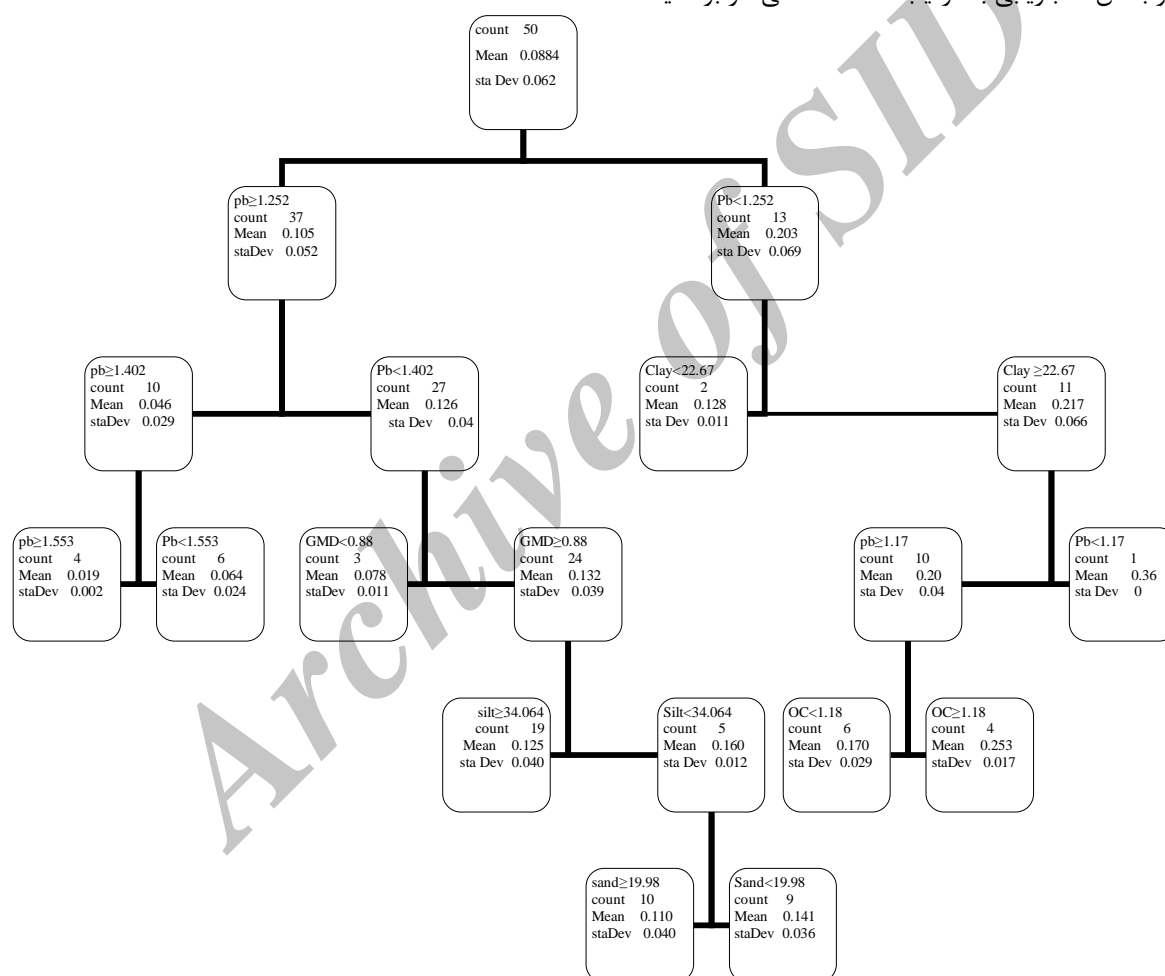 count 50
Mean 0.0884
sta Dev 0.062
pb≥1.252
count 37
Mean 0.105
staDev 0.052
Pb<1.252
count 13
Mean 0.203
sta Dev 0.069
pb≥1.402
count 10
Mean 0.046
staDev 0.029
Pb<1.402
count 27
Mean 0.126
sta Dev 0.04
Clay<22.67
count 2
Mean 0.128
sta Dev 0.011
Clay ≥22.67
count 11
Mean 0.217
sta Dev 0.066
pb≥1.553
count 4
Mean 0.019
staDev 0.002
Pb<1.553
count 6
Mean 0.064
sta Dev 0.024
GMD<0.88
count 3
Mean 0.078
staDev 0.011
GMD≥0.88
count 24
Mean 0.132
staDev 0.039
pb≥1.17
count 10
Mean 0.20
sta Dev 0.04
Pb<1.17
count 1
Mean 0.36
sta Dev 0
silt≥34.064
count 19
Mean 0.125
sta Dev 0.040
Silt<34.064
count 5
Mean 0.160
sta Dev 0.012
OC<1.18
count 6
Mean 0.170
sta Dev 0.029
OC≥1.18
count 4
Mean 0.253
staDev 0.017
sand≥19.98
count 10
Mean 0.110
staDev 0.040
Sand<19.98
count 9
Mean 0.141
staDev 0.036
Archive of SID